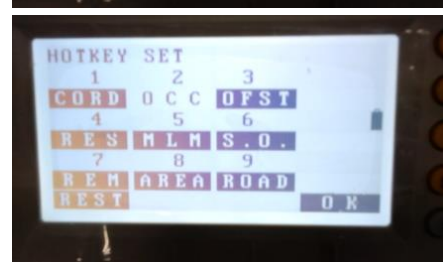 HOTKEY SET
1 2 3
CORD OCC OFST
4 5 6
RES MLM S.O.
7 8 9
REM AREA ROAD
REST OK